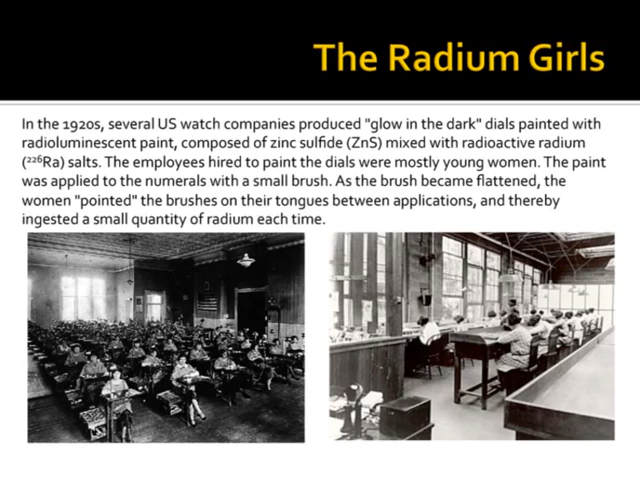 The Radium Girls
In the 1920s, several US watch companies produced "glow in the dark" dials painted with
radioluminescent paint, composed of zinc sulfide (ZnS) mixed with radioactive radium
(²²⁶Ra) salts. The employees hired to paint the dials were mostly young women. The paint
was applied to the numerals with a small brush. As the brush became flattened, the
women "pointed" the brushes on their tongues between applications, and thereby
ingested a small quantity of radium each time.